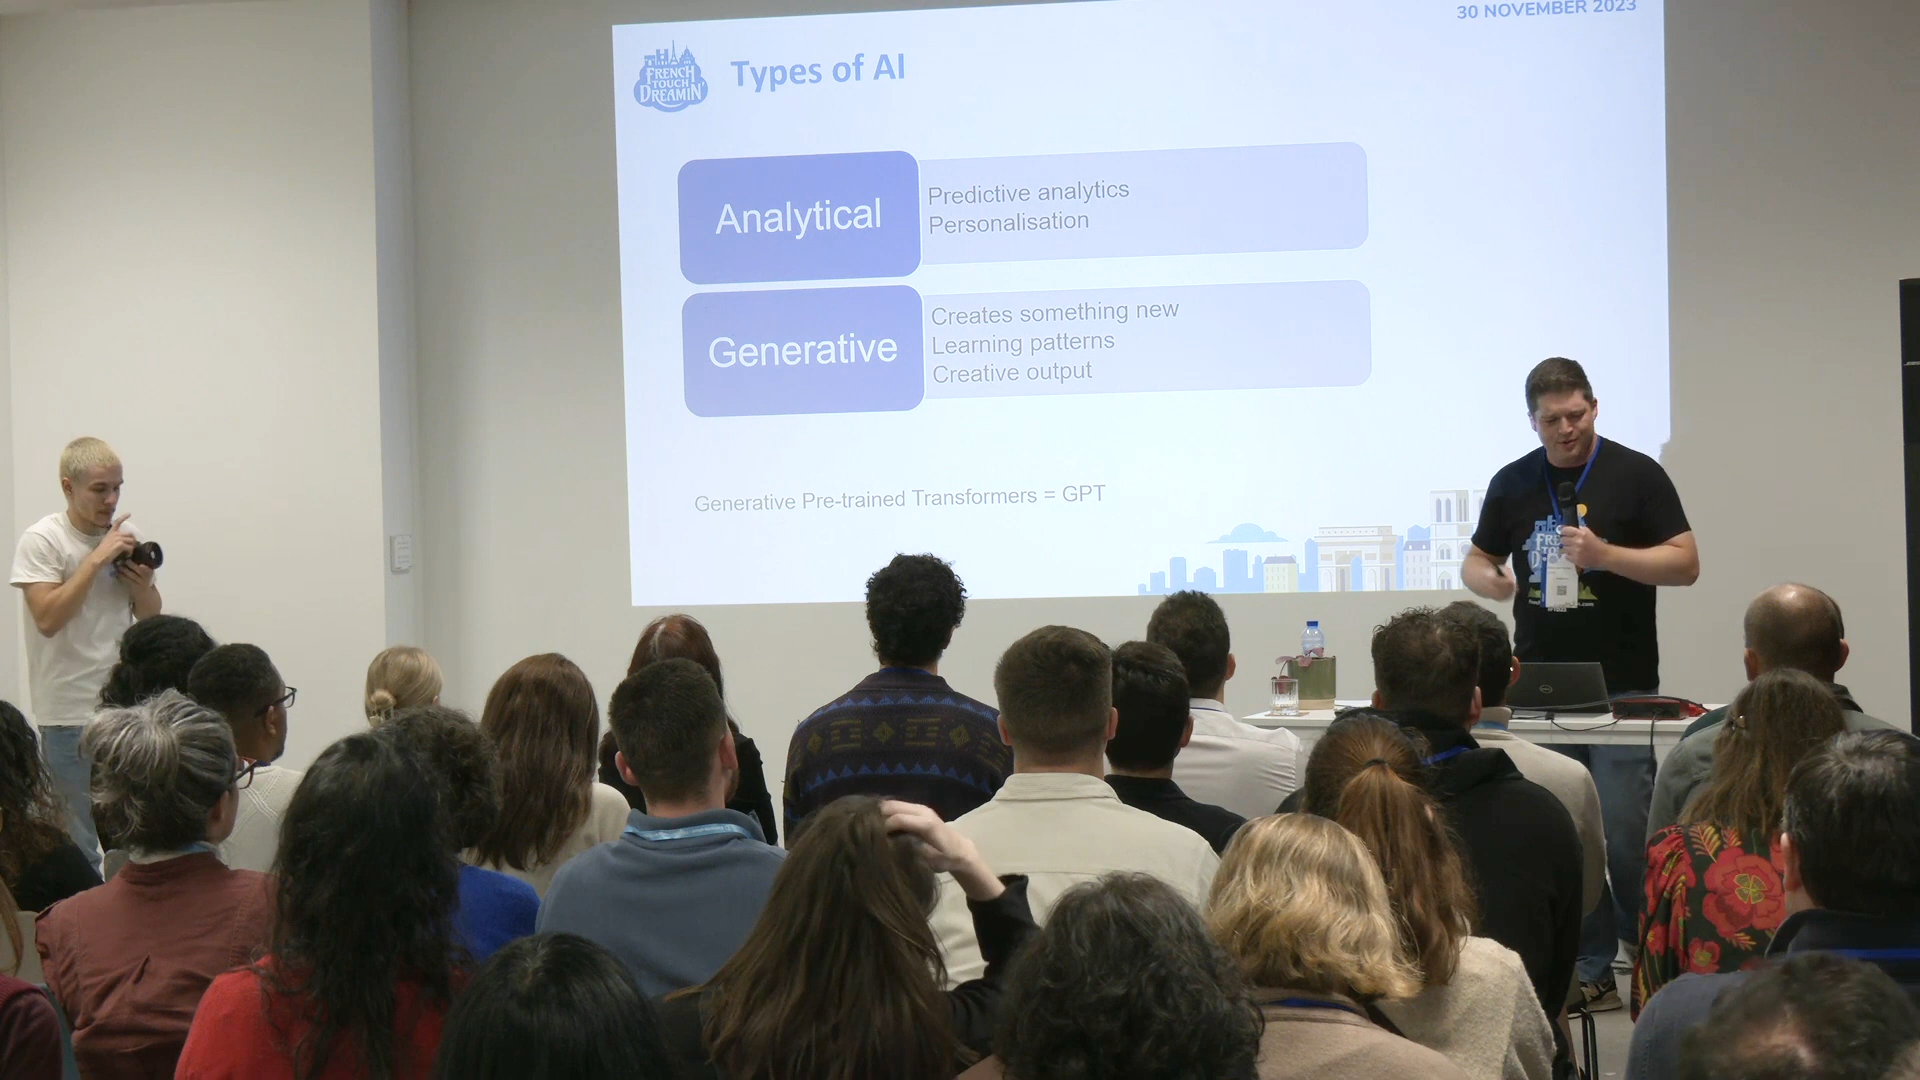 30 NOVEMBER 2023
FRENCH
TOUCH
DREAMIN'
Types of AI
Analytical
Predictive analytics
Personalisation
Generative
Creates something new
Learning patterns
Creative output
Generative Pre-trained Transformers = GPT